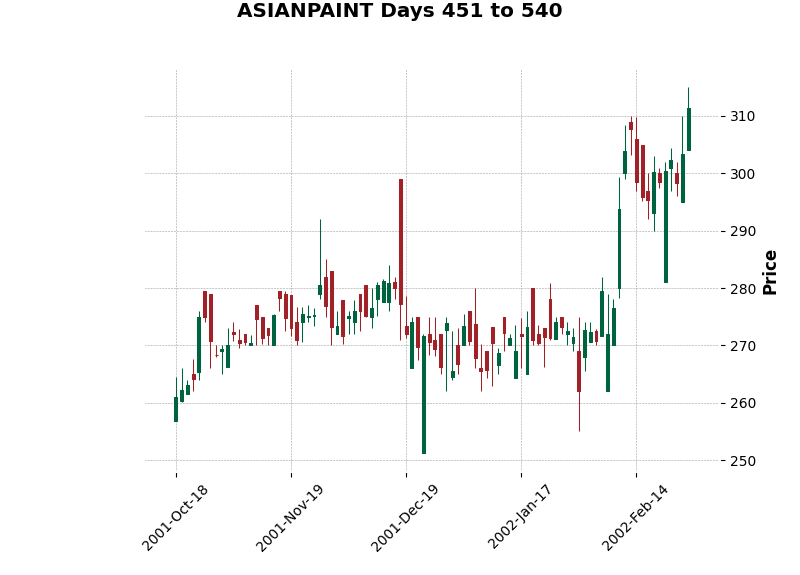 ASIANPAINT Days 451 to 540
310
300
290
280
270
260
250
Price
2001-Oct-18
2001-Nov-19
2001-Dec-19
2002-Jan-17
2002-Feb-14